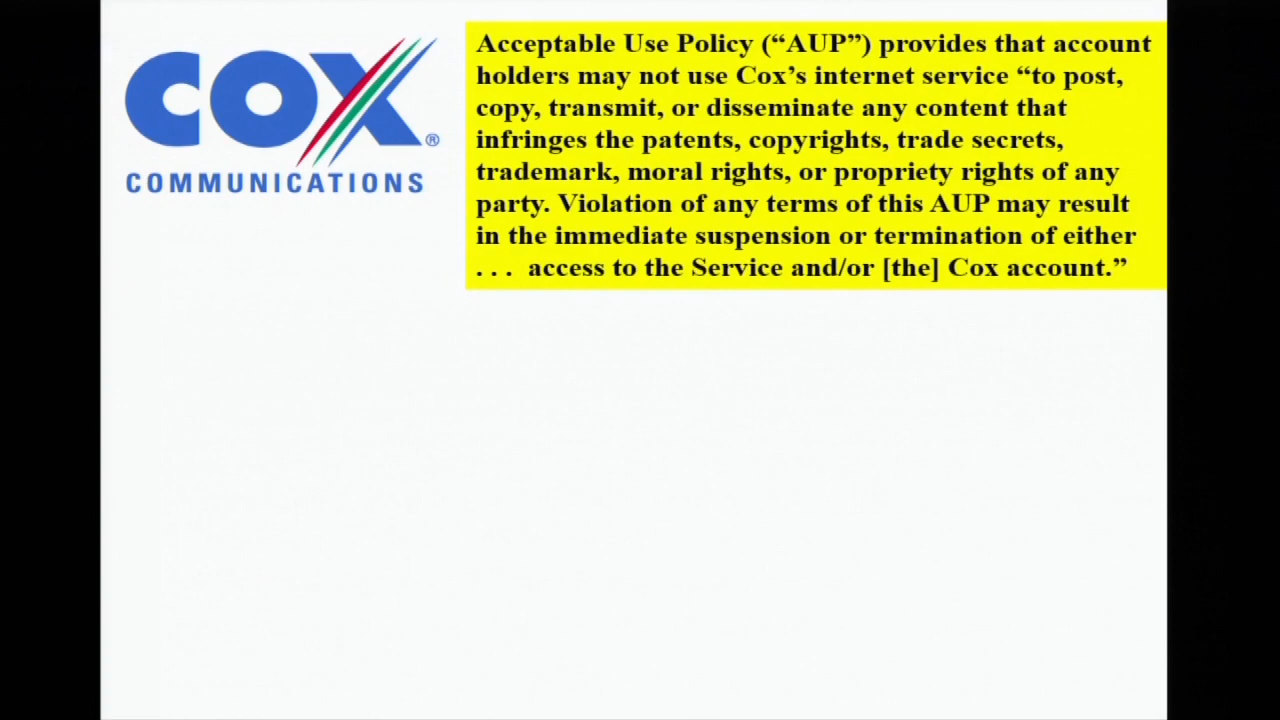 COX®
COMMUNICATIONS
Acceptable Use Policy (“AUP”) provides that account
holders may not use Cox’s internet service “to post,
copy, transmit, or disseminate any content that
infringes the patents, copyrights, trade secrets,
trademark, moral rights, or propriety rights of any
party. Violation of any terms of this AUP may result
in the immediate suspension or termination of either
. . .  access to the Service and/or [the] Cox account.”